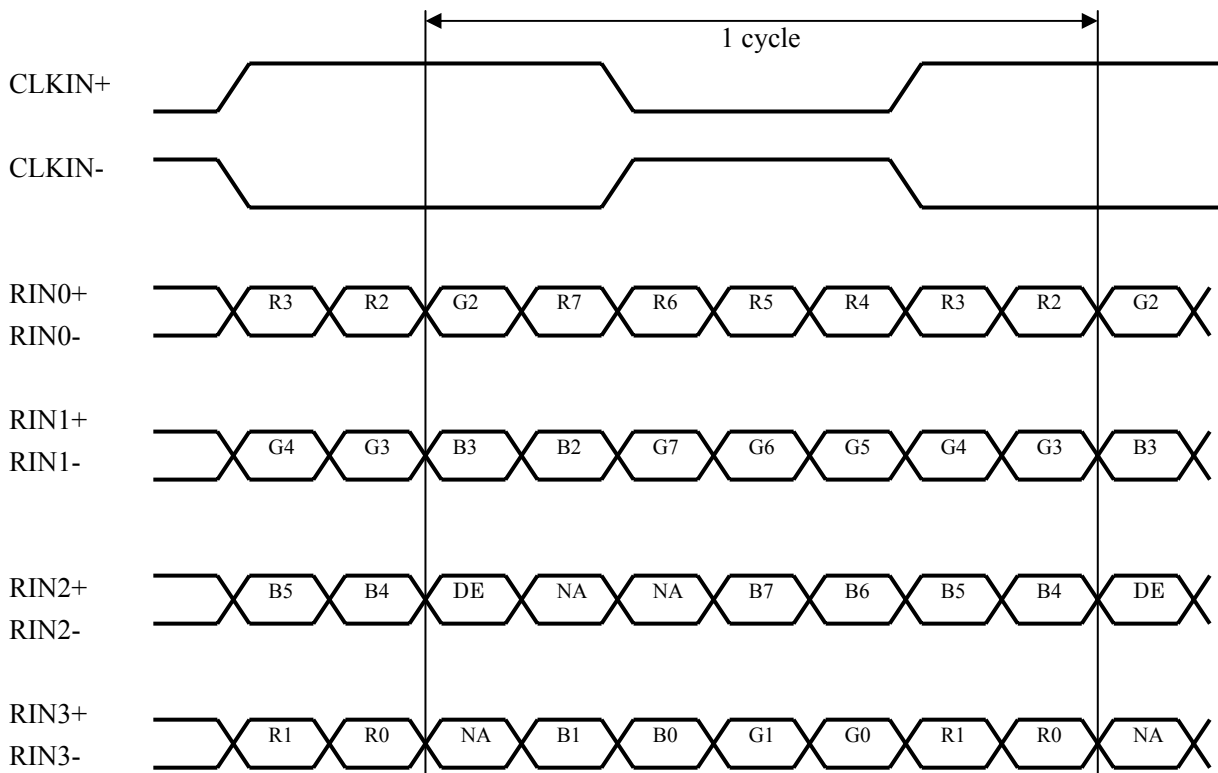 1 cycle
CLKIN+
CLKIN-
RIN0+
R3 R2 G2 R7 R6 R5 R4 R3 R2 G2
RIN0-
RIN1+
G4 G3 B3 B2 G7 G6 G5 G4 G3 B3
RIN1-
RIN2+
B5 B4 DE NA NA B7 B6 B5 B4 DE
RIN2-
RIN3+
R1 R0 NA B1 B0 G1 G0 R1 R0 NA
RIN3-